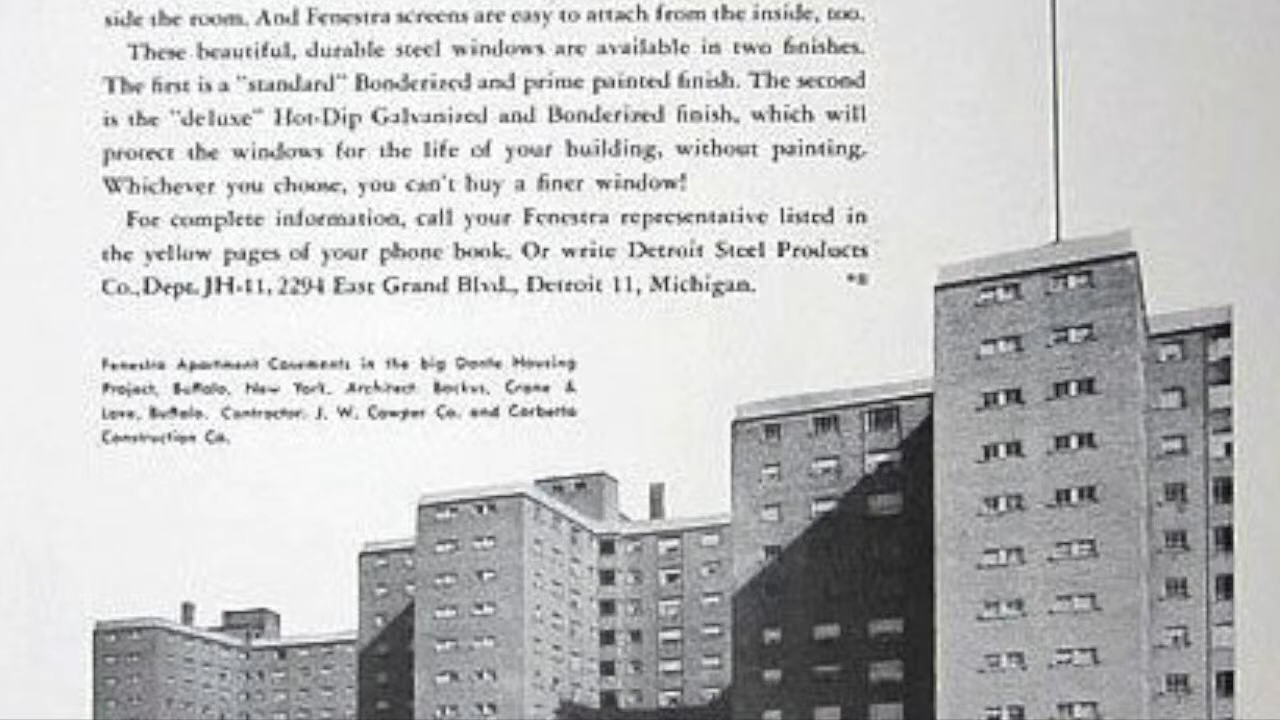 side the room. And Fenestra screens are easy to attach from the inside, too.
These beautiful, durable steel windows are available in two finishes.
The first is a "standard" Bonderized and prime painted finish. The second
is the "deluxe" Hot-Dip Galvanized and Bonderized finish, which will
protect the windows for the life of your building, without painting.
Whichever you choose, you can't buy a finer window!
For complete information, call your Fenestra representative listed in
the yellow pages of your phone book. Or write Detroit Steel Products
Co., Dept. JH-11, 2294 East Grand Blvd., Detroit 11, Michigan.
Fenestra Apartment Casements in the big Dante Housing
Project, Buffalo, New York. Architect: Backus, Crane &
Love, Buffalo. Contractor: J. W. Cowper Co. and Corbetta
Construction Co.